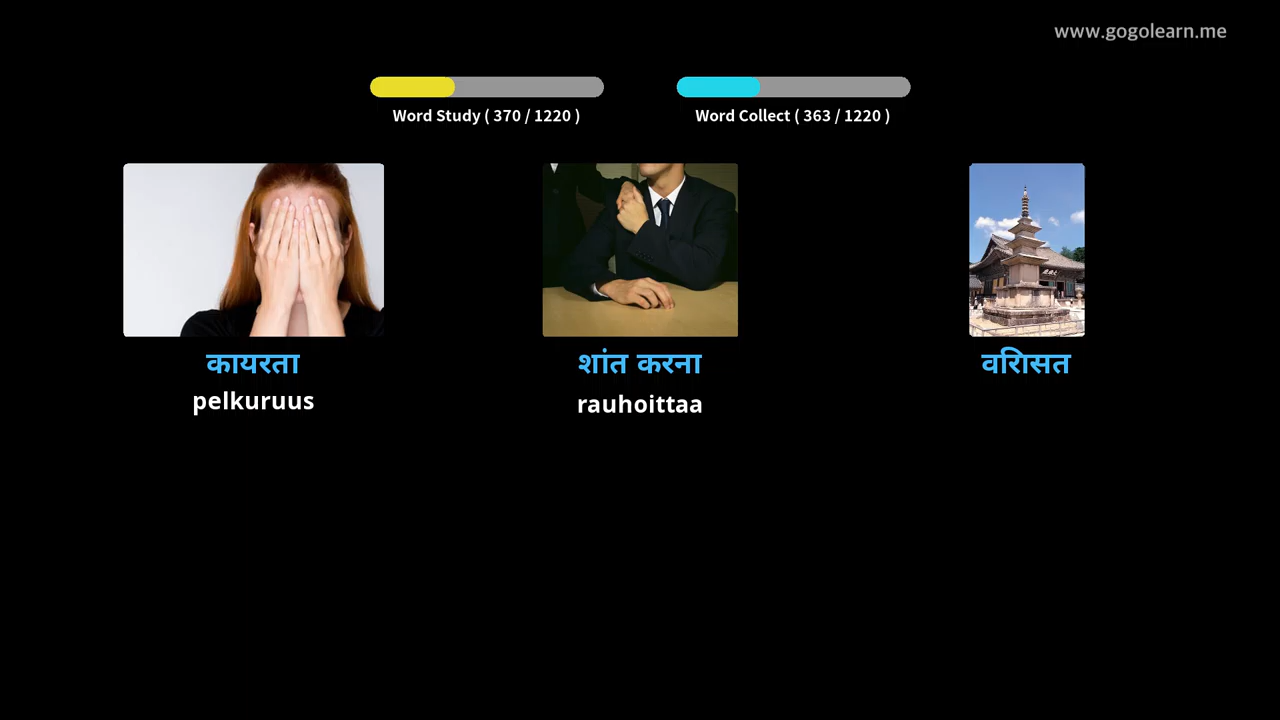 www.gogolearn.me
Word Study ( 370 / 1220 )
Word Collect ( 363 / 1220 )
कायरता
शांत करना
विरासत
pelkuruus
rauhoittaa